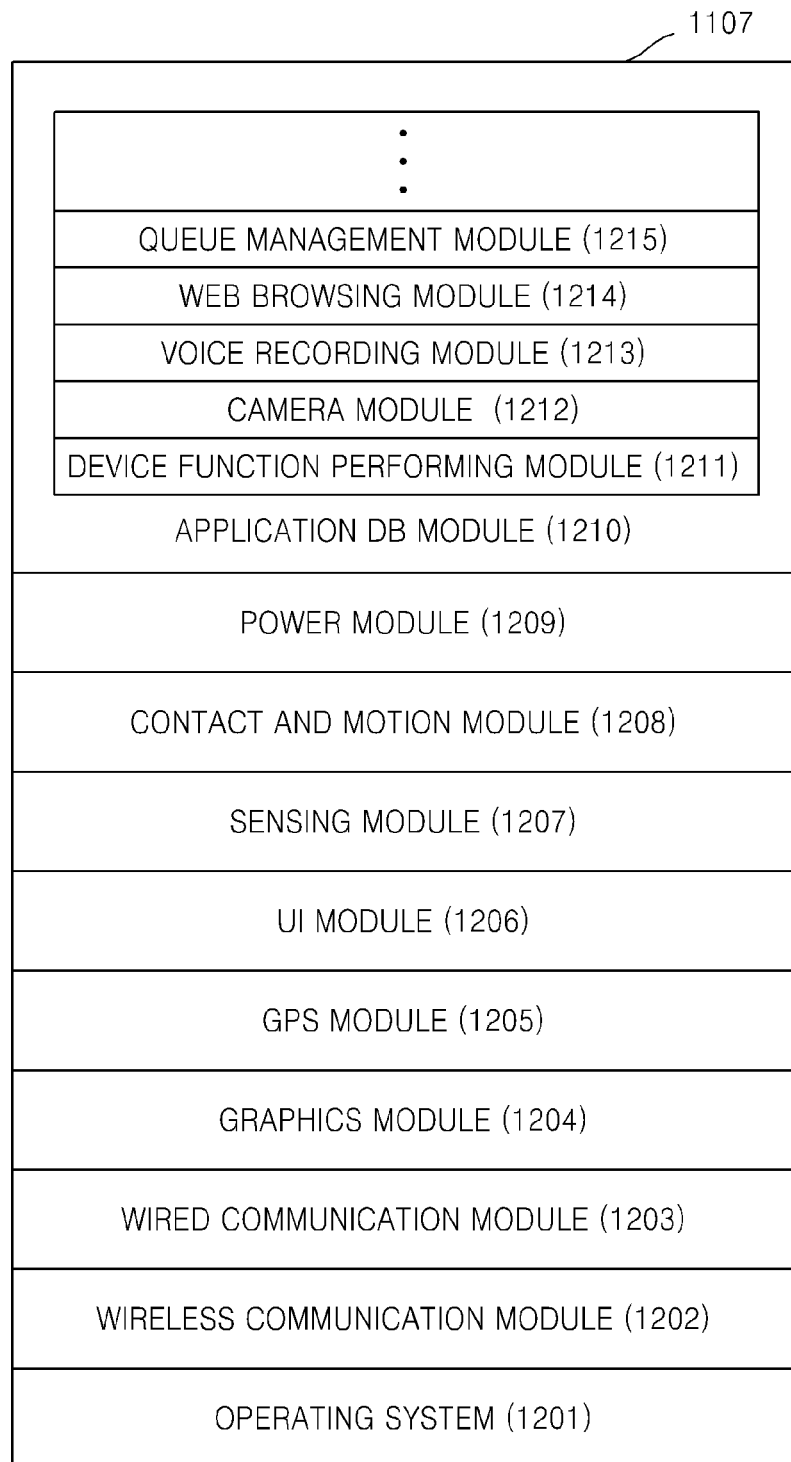 1107
QUEUE MANAGEMENT MODULE (1215)
WEB BROWSING MODULE (1214)
VOICE RECORDING MODULE (1213)
CAMERA MODULE (1212)
DEVICE FUNCTION PERFORMING MODULE (1211)
APPLICATION DB MODULE (1210)
POWER MODULE (1209)
CONTACT AND MOTION MODULE (1208)
SENSING MODULE (1207)
UI MODULE (1206)
GPS MODULE (1205)
GRAPHICS MODULE (1204)
WIRED COMMUNICATION MODULE (1203)
WIRELESS COMMUNICATION MODULE (1202)
OPERATING SYSTEM (1201)